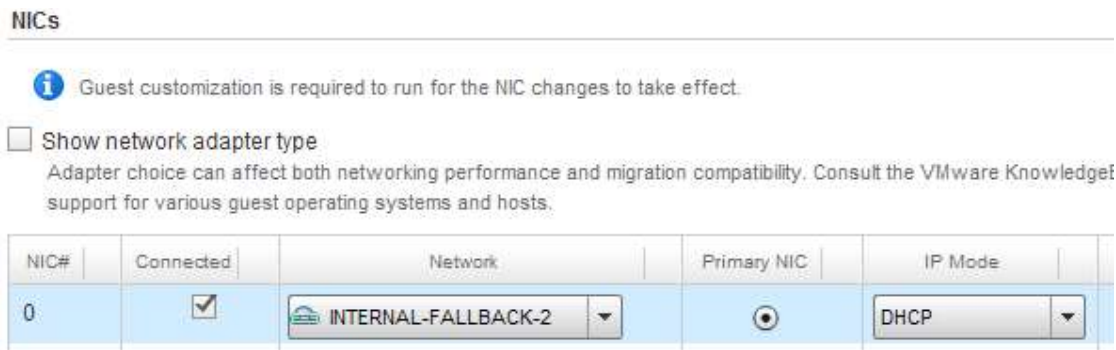 NICs
Guest customization is required to run for the NIC changes to take effect.
Show network adapter type
Adapter choice can affect both networking performance and migration compatibility. Consult the VMware
support for various guest operating systems and hosts.
NIC# Connected Network Primary NIC IP Mode
0 INTERNAL-FALLBACK-2 DHCP